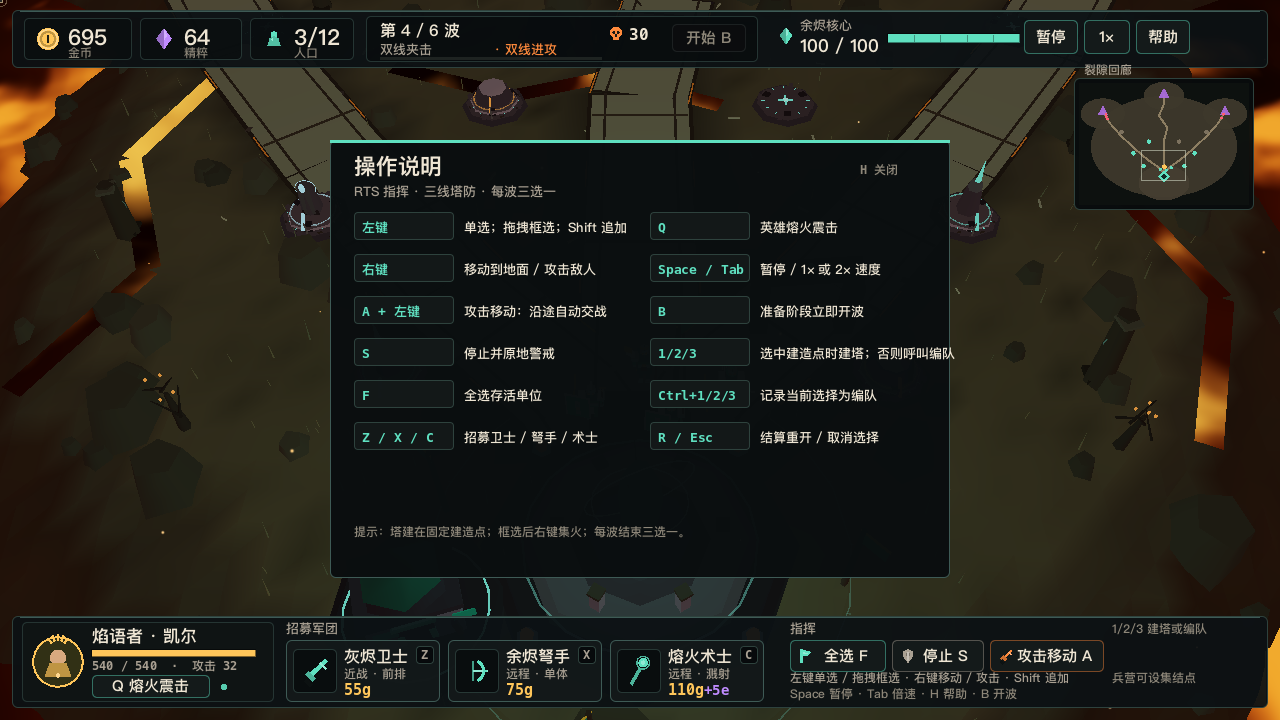 695
金币
64
精粹
3/12
人口
第 4 / 6 波
双线夹击 · 双线进攻
30
开始 B
余烬核心
100 / 100
暂停
1×
帮助
裂隙回廊
操作说明
H 关闭
RTS 指挥 · 三线塔防 · 每波三选一
左键 单选；拖拽框选；Shift 追加
Q 英雄熔火震击
右键 移动到地面 / 攻击敌人
Space / Tab 暂停 / 1× 或 2× 速度
A + 左键 攻击移动：沿途自动交战
B 准备阶段立即开波
S 停止并原地警戒
1/2/3 选中建造点时建塔；否则呼叫编队
F 全选存活单位
Ctrl+1/2/3 记录当前选择为编队
Z / X / C 招募卫士 / 弩手 / 术士
R / Esc 结算重开 / 取消选择
提示：塔建在固定建造点；框选后右键集火；每波结束三选一。
焰语者 · 凯尔
540 / 540 · 攻击 32
Q 熔火震击
招募军团
灰烬卫士 Z
近战 · 前排
55g
余烬弩手 X
远程 · 单体
75g
熔火术士 C
远程 · 溅射
110g+5e
指挥
1/2/3 建塔或编队
全选 F
停止 S
攻击移动 A
左键单选 / 拖拽框选 · 右键移动 / 攻击 · Shift 追加
兵营可设集结点
Space 暂停 · Tab 倍速 · H 帮助 · B 开波